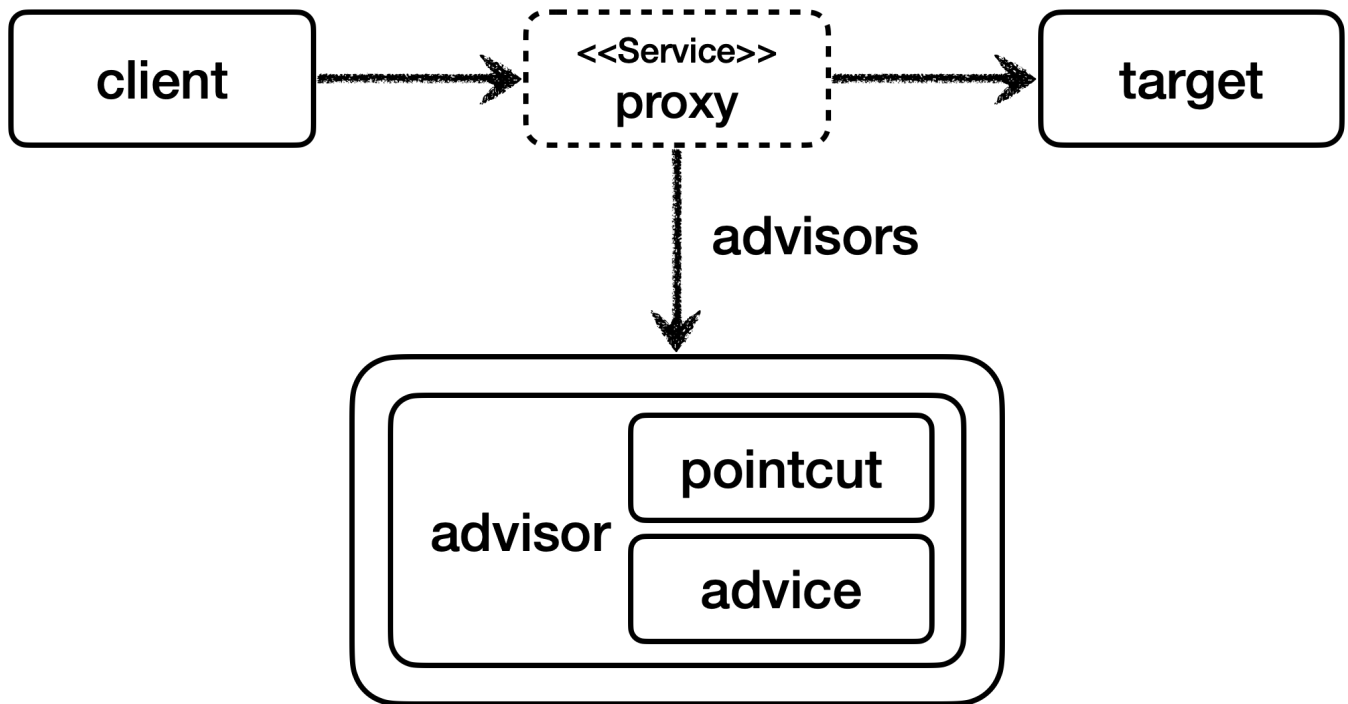 client
<<Service>>
proxy
target
advisors
advisor
pointcut
advice